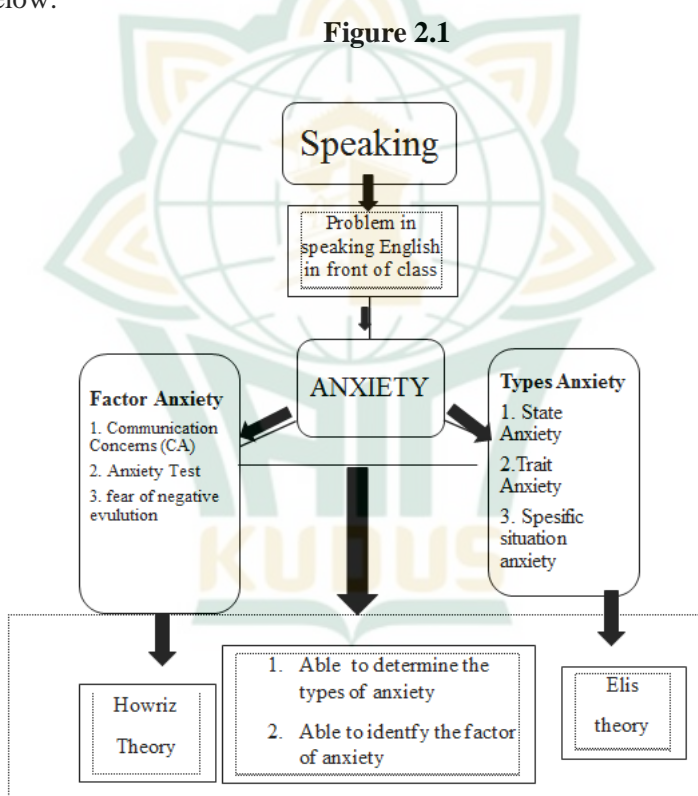 elow.
Figure 2.1
Speaking
Problem in
speaking English
in front of class
ANXIETY
Factor Anxiety
1. Communication
Concerns (CA)
2. Anxiety Test
3. fear of negative
evulution
Types Anxiety
1. State
Anxiety
2.Trait
Anxiety
3. Spesific
situation
anxiety
KUDUS
Howriz
Theory
1. Able to determine the
types of anxiety
2. Able to identfy the factor
of anxiety
Elis
theory